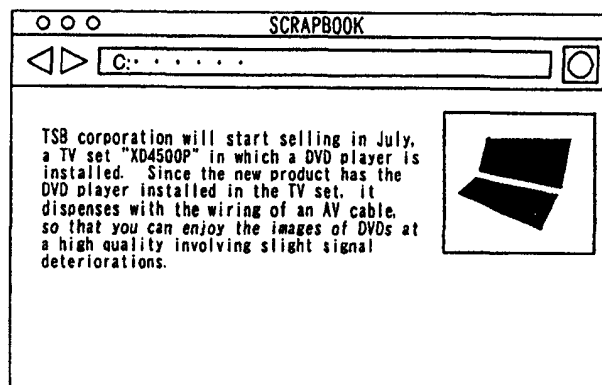 SCRAPBOOK
C:· · · · · ·
TSB corporation will start selling in July,
a TV set "XD4500P" in which a DVD player is
installed. Since the new product has the
DVD player installed in the TV set, it
dispenses with the wiring of an AV cable,
so that you can enjoy the images of DVDs at
a high quality involving slight signal
deteriorations.